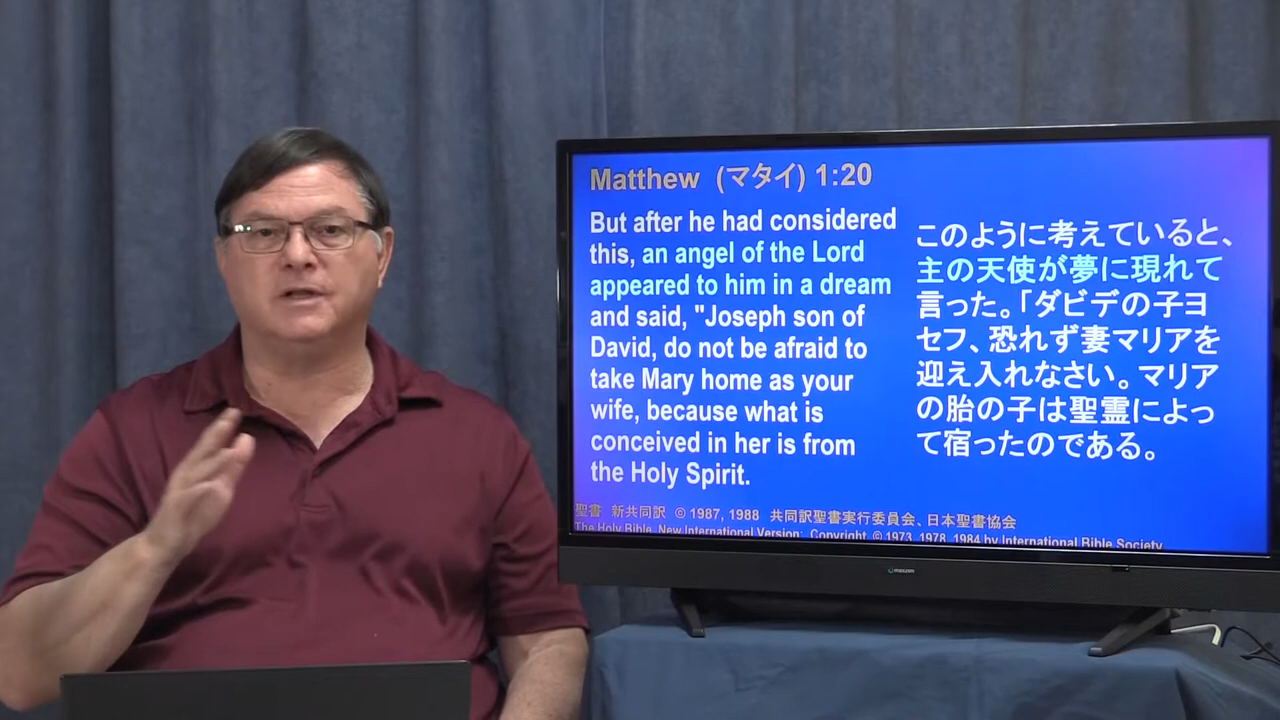 Matthew (マタイ) 1:20
But after he had considered
this, an angel of the Lord
appeared to him in a dream
and said, "Joseph son of
David, do not be afraid to
take Mary home as your
wife, because what is
conceived in her is from
the Holy Spirit.
このように考えていると、
主の天使が夢に現れて
言った。「ダビデの子ヨ
セフ、恐れず妻マリアを
迎え入れなさい。マリア
の胎の子は聖霊によっ
て宿ったのである。
聖書 新共同訳 © 1987, 1988 共同訳聖書実行委員会、日本聖書協会
The Holy Bible, New International Version: Copyright © 1973, 1978, 1984 by International Bible Society